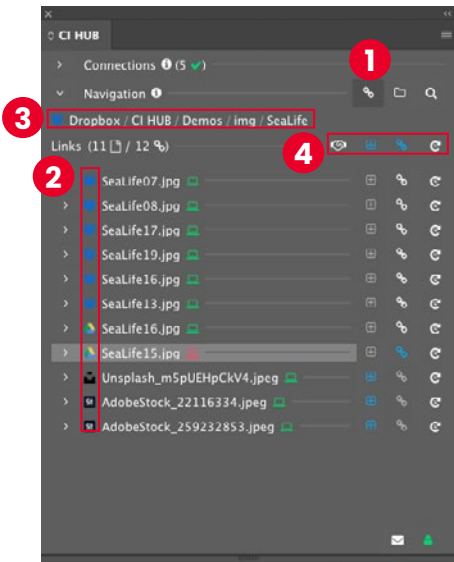 CI HUB
1
Connections (5 ✔)
Navigation
3
Dropbox / CI HUB / Demos / img / SeaLife
Links (11 / 12)
4
2
SeaLife07.jpg
SeaLife08.jpg
SeaLife17.jpg
SeaLife19.jpg
SeaLife16.jpg
SeaLife13.jpg
SeaLife16.jpg
SeaLife15.jpg
Unsplash_m5pUEHpCkV4.jpeg
St AdobeStock_22116334.jpeg
St AdobeStock_259232853.jpeg